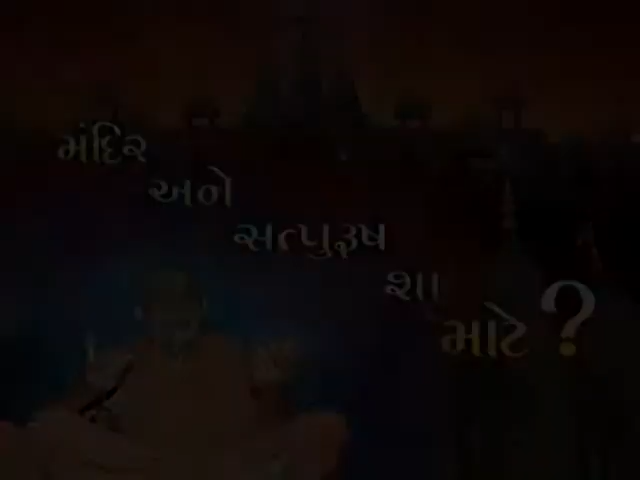 મંદિર
અને
સત્પુરૂષ
શા
માટે ?